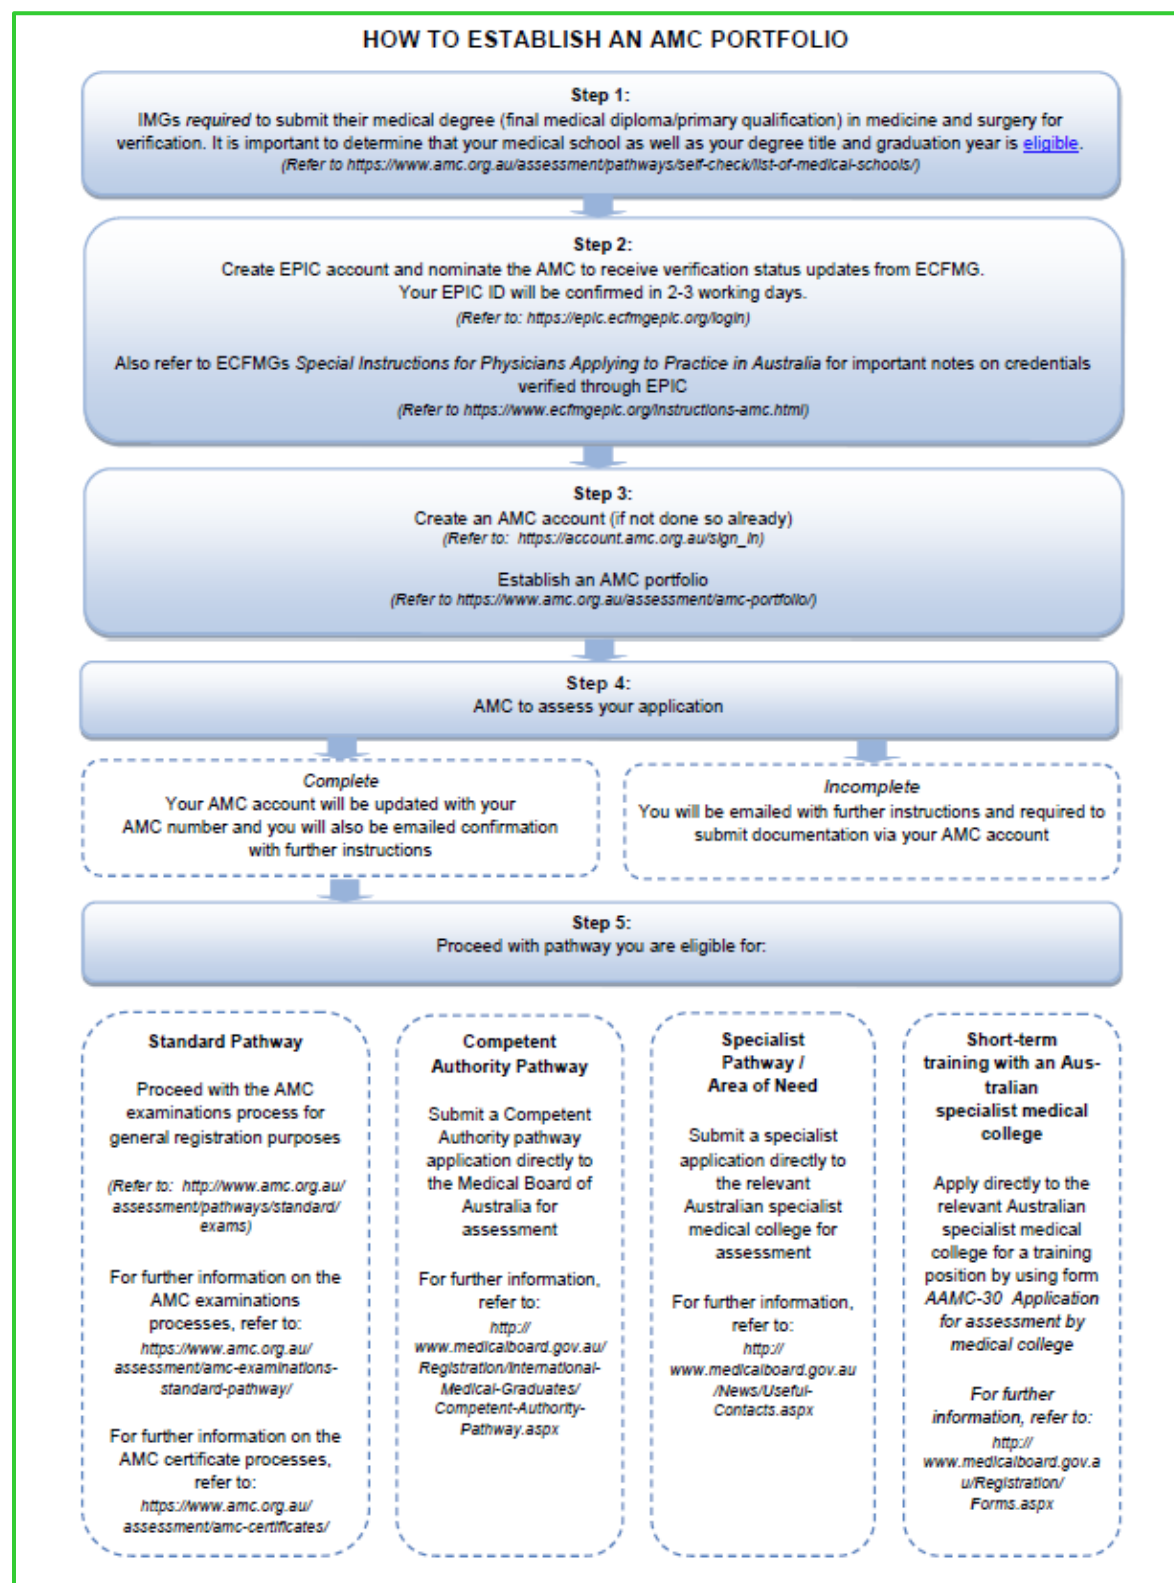 HOW TO ESTABLISH AN AMC PORTFOLIO
Step 1:
IMGs required to submit their medical degree (final medical diploma/primary qualification) in medicine and surgery for
verification. It is important to determine that your medical school as well as your degree title and graduation year is eligible.
(Refer to https://www.amc.org.au/assessment/pathways/self-check/list-of-medical-schools/)
Step 2:
Create EPIC account and nominate the AMC to receive verification status updates from ECFMG.
Your EPIC ID will be confirmed in 2-3 working days.
(Refer to: https://epic.ecfmgepic.org/login)
Also refer to ECFMGs Special Instructions for Physicians Applying to Practice in Australia for important notes on credentials
verified through EPIC
(Refer to https://www.ecfmgepic.org/instructions-amc.html)
Step 3:
Create an AMC account (if not done so already)
(Refer to: https://account.amc.org.au/sign_in)
Establish an AMC portfolio
(Refer to https://www.amc.org.au/assessment/amc-portfolio/)
Step 4:
AMC to assess your application
Complete
Your AMC account will be updated with your
AMC number and you will also be emailed confirmation
with further instructions
Incomplete
You will be emailed with further instructions and required to
submit documentation via your AMC account
Step 5:
Proceed with pathway you are eligible for:
Standard Pathway
Proceed with the AMC
examinations process for
general registration purposes
(Refer to: http://www.amc.org.au/
assessment/pathways/standard/
exams)
For further information on the
AMC examinations
processes, refer to:
https://www.amc.org.au/
assessment/amc-examinations-
standard-pathway/
For further information on the
AMC certificate processes,
refer to:
https://www.amc.org.au/
assessment/amc-certificates/
Competent
Authority Pathway
Submit a Competent
Authority pathway
application directly to
the Medical Board of
Australia for
assessment
For further information,
refer to:
http://
www.medicalboard.gov.au/
Registration/International-
Medical-Graduates/
Competent-Authority-
Pathway.aspx
Specialist
Pathway /
Area of Need
Submit a specialist
application directly to
the relevant
Australian specialist
medical college for
assessment
For further information,
refer to:
http://
www.medicalboard.gov.au
/News/Useful-
Contacts.aspx
Short-term
training with an Aus-
tralian
specialist medical
college
Apply directly to the
relevant Australian
specialist medical
college for a training
position by using form
AAMC-30 Application
for assessment by
medical college
For further
information, refer to:
http://
www.medicalboard.gov.a
u/Registration/
Forms.aspx